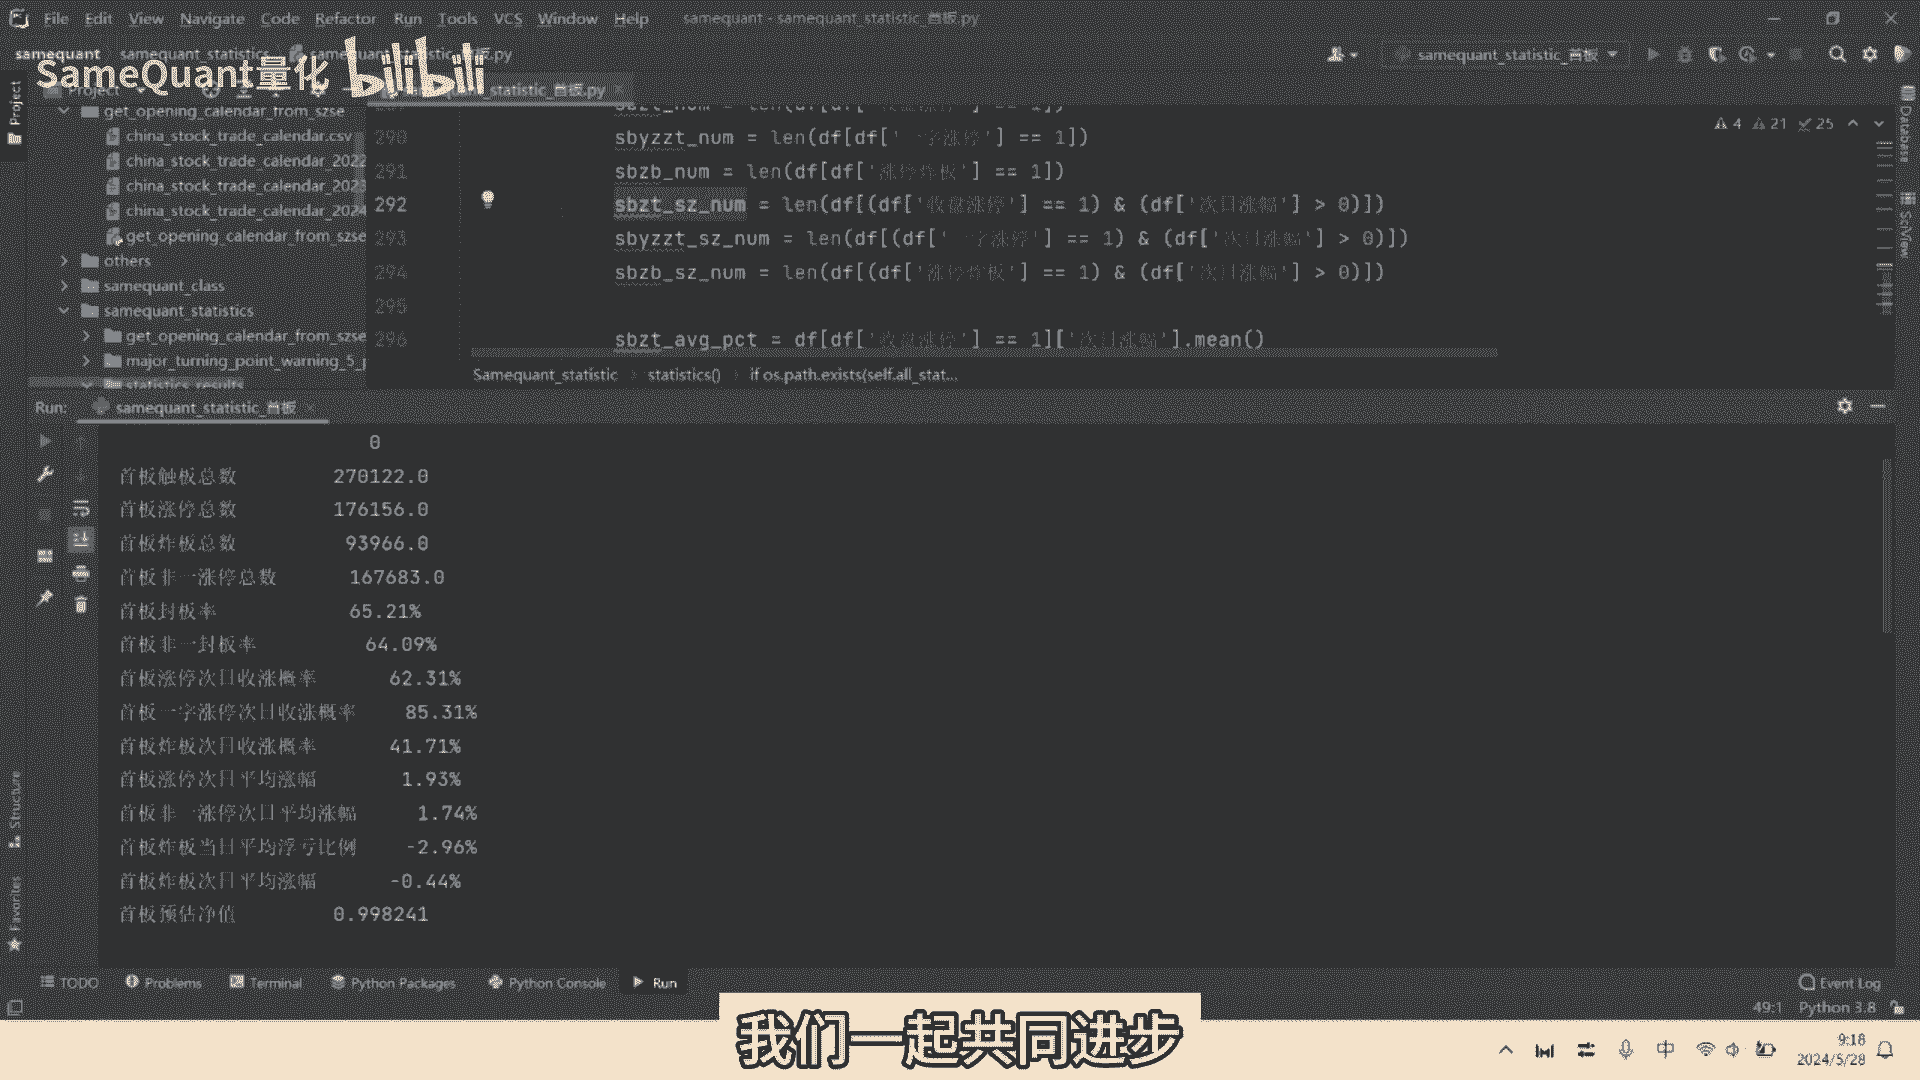 File Edit View Navigate Code Refactor Run Tools VCS Window Help samequant - samequant_statistic_首板.py
samequant samequant_statistics
SameQuant量化 bilibili
samequant_statistic_首板
Project
_statistic_首板.py
get_opening_calendar_from_szse
china_stock_trade_calendar.csv
china_stock_trade_calendar_2022
china_stock_trade_calendar_2023
china_stock_trade_calendar_2024
get_opening_calendar_from_szse
others
samequant_class
samequant_statistics
get_opening_calendar_from_szse
major_turning_point_warning_5_
statistics_results
4 21 25
290 sbyzzt_num = len(df[df['一字涨停'] == 1])
291 sbzb_num = len(df[df['涨停炸板'] == 1])
292 sbzt_sz_num = len(df[(df['收盘涨停'] == 1) & (df['次日涨幅'] > 0)])
293 sbyzzt_sz_num = len(df[(df['一字涨停'] == 1) & (df['次日涨幅'] > 0)])
294 sbzb_sz_num = len(df[(df['涨停炸板'] == 1) & (df['次日涨幅'] > 0)])
295
296 sbzt_avg_pct = df[df['收盘涨停'] == 1]['次日涨幅'].mean()
Samequant_statistic statistics() if os.path.exists(self.all_stat...
Database
SciView
Run: samequant_statistic_首板
0
首板触板总数 270122.0
首板涨停总数 176156.0
首板炸板总数 93966.0
首板非一涨停总数 167683.0
首板封板率 65.21%
首板非一封板率 64.09%
首板涨停次日收涨概率 62.31%
首板一字涨停次日收涨概率 85.31%
首板炸板次日收涨概率 41.71%
首板涨停次日平均涨幅 1.93%
首板非一涨停次日平均涨幅 1.74%
首板炸板当日平均浮亏比例 -2.96%
首板炸板次日平均涨幅 -0.44%
首板预估净值 0.998241
Structure
Favorites
TODO Problems Terminal Python Packages Python Console Run Event Log
49:1 Python 3.8
我们一起共同进步
中
9:18
2024/5/28